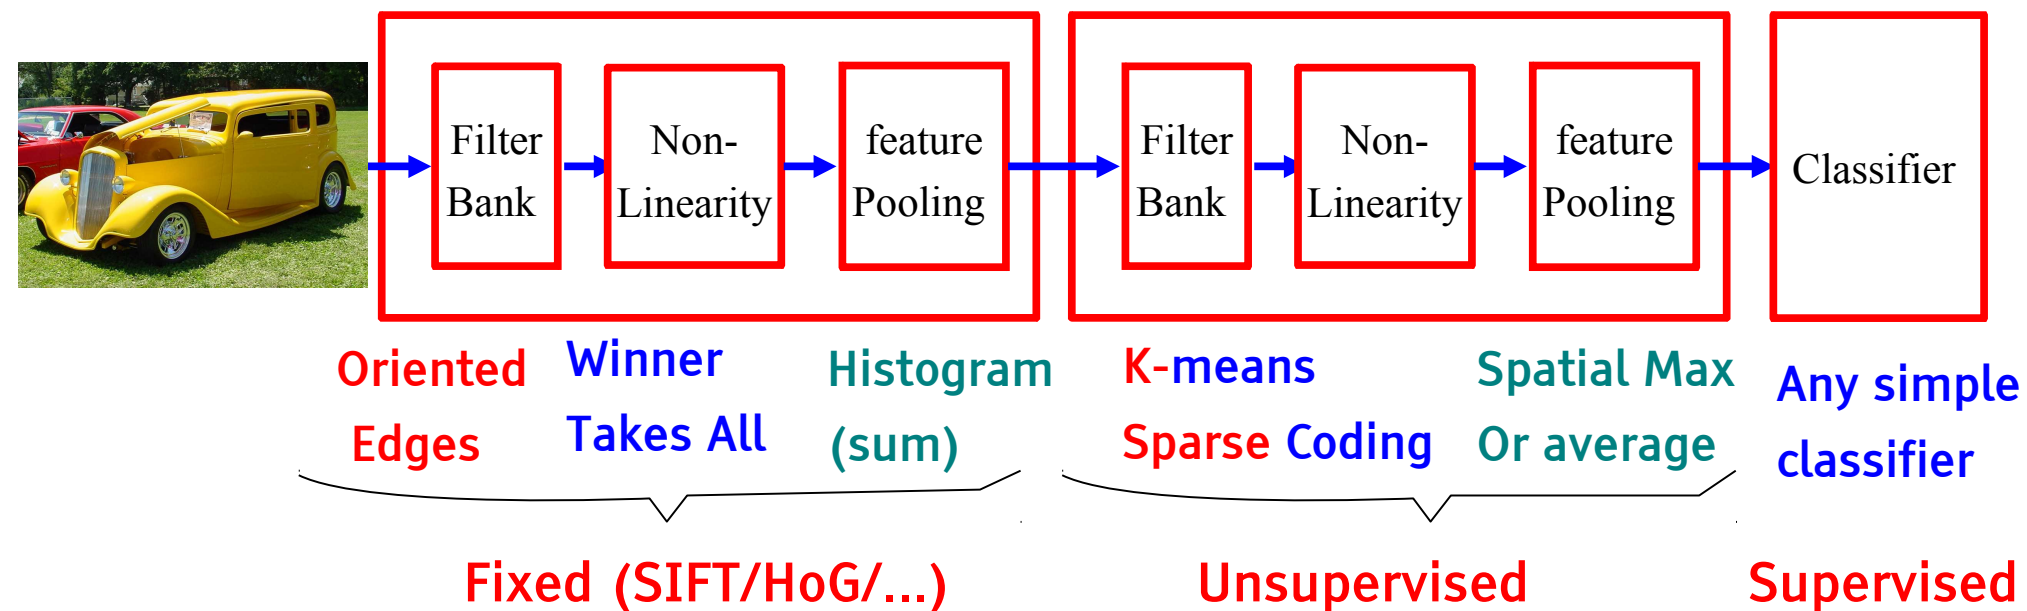 Filter
Bank
Non-
Linearity
feature
Pooling
Filter
Bank
Non-
Linearity
feature
Pooling
Classifier
Oriented
Edges
Winner
Takes All
Histogram
(sum)
K-means
Sparse Coding
Spatial Max
Or average
Any simple
classifier
Fixed (SIFT/HoG/...)
Unsupervised
Supervised